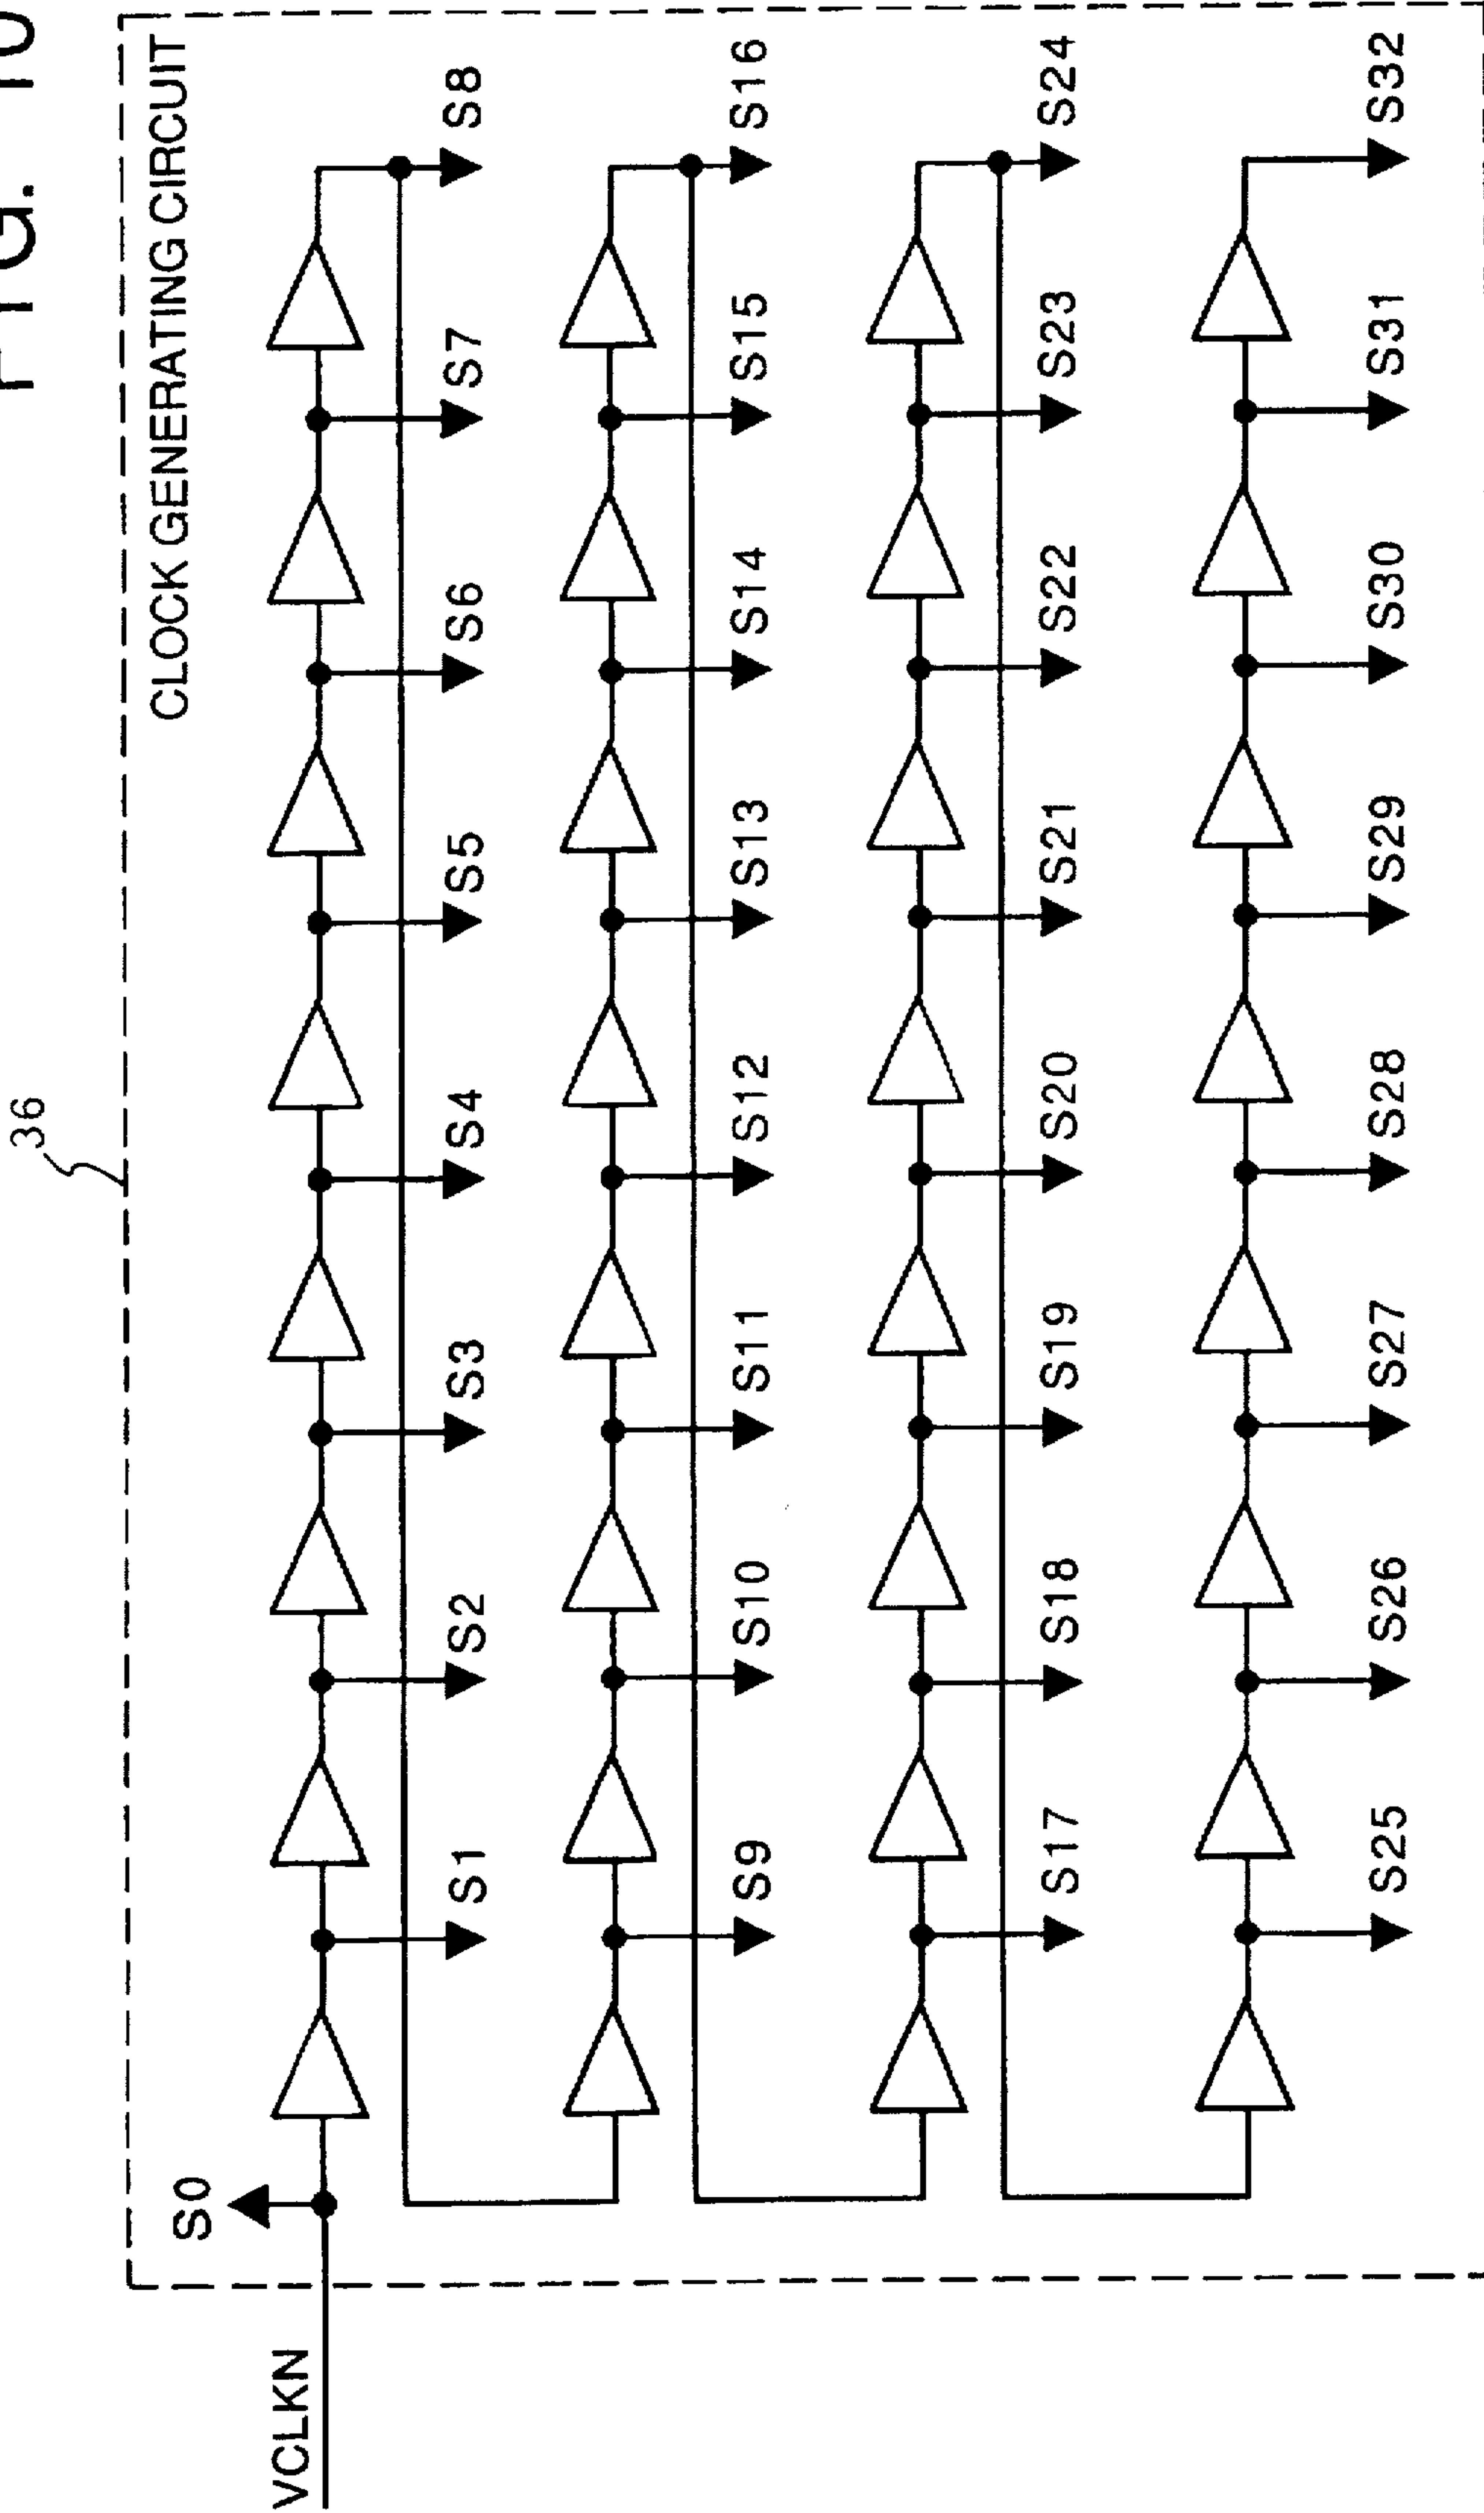 FIG. 10
36
CLOCK GENERATING CIRCUIT
S0
VCLKN
S1 S2 S3 S4 S5 S6 S7 S8
S9 S10 S11 S12 S13 S14 S15 S16
S17 S18 S19 S20 S21 S22 S23 S24
S25 S26 S27 S28 S29 S30 S31 S32